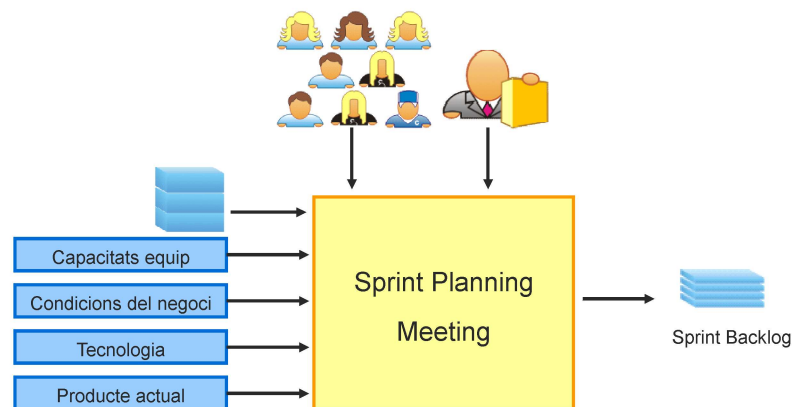 Capacitats equip
Condicions del negoci
Tecnologia
Producte actual
Sprint Planning
Meeting
Sprint Backlog